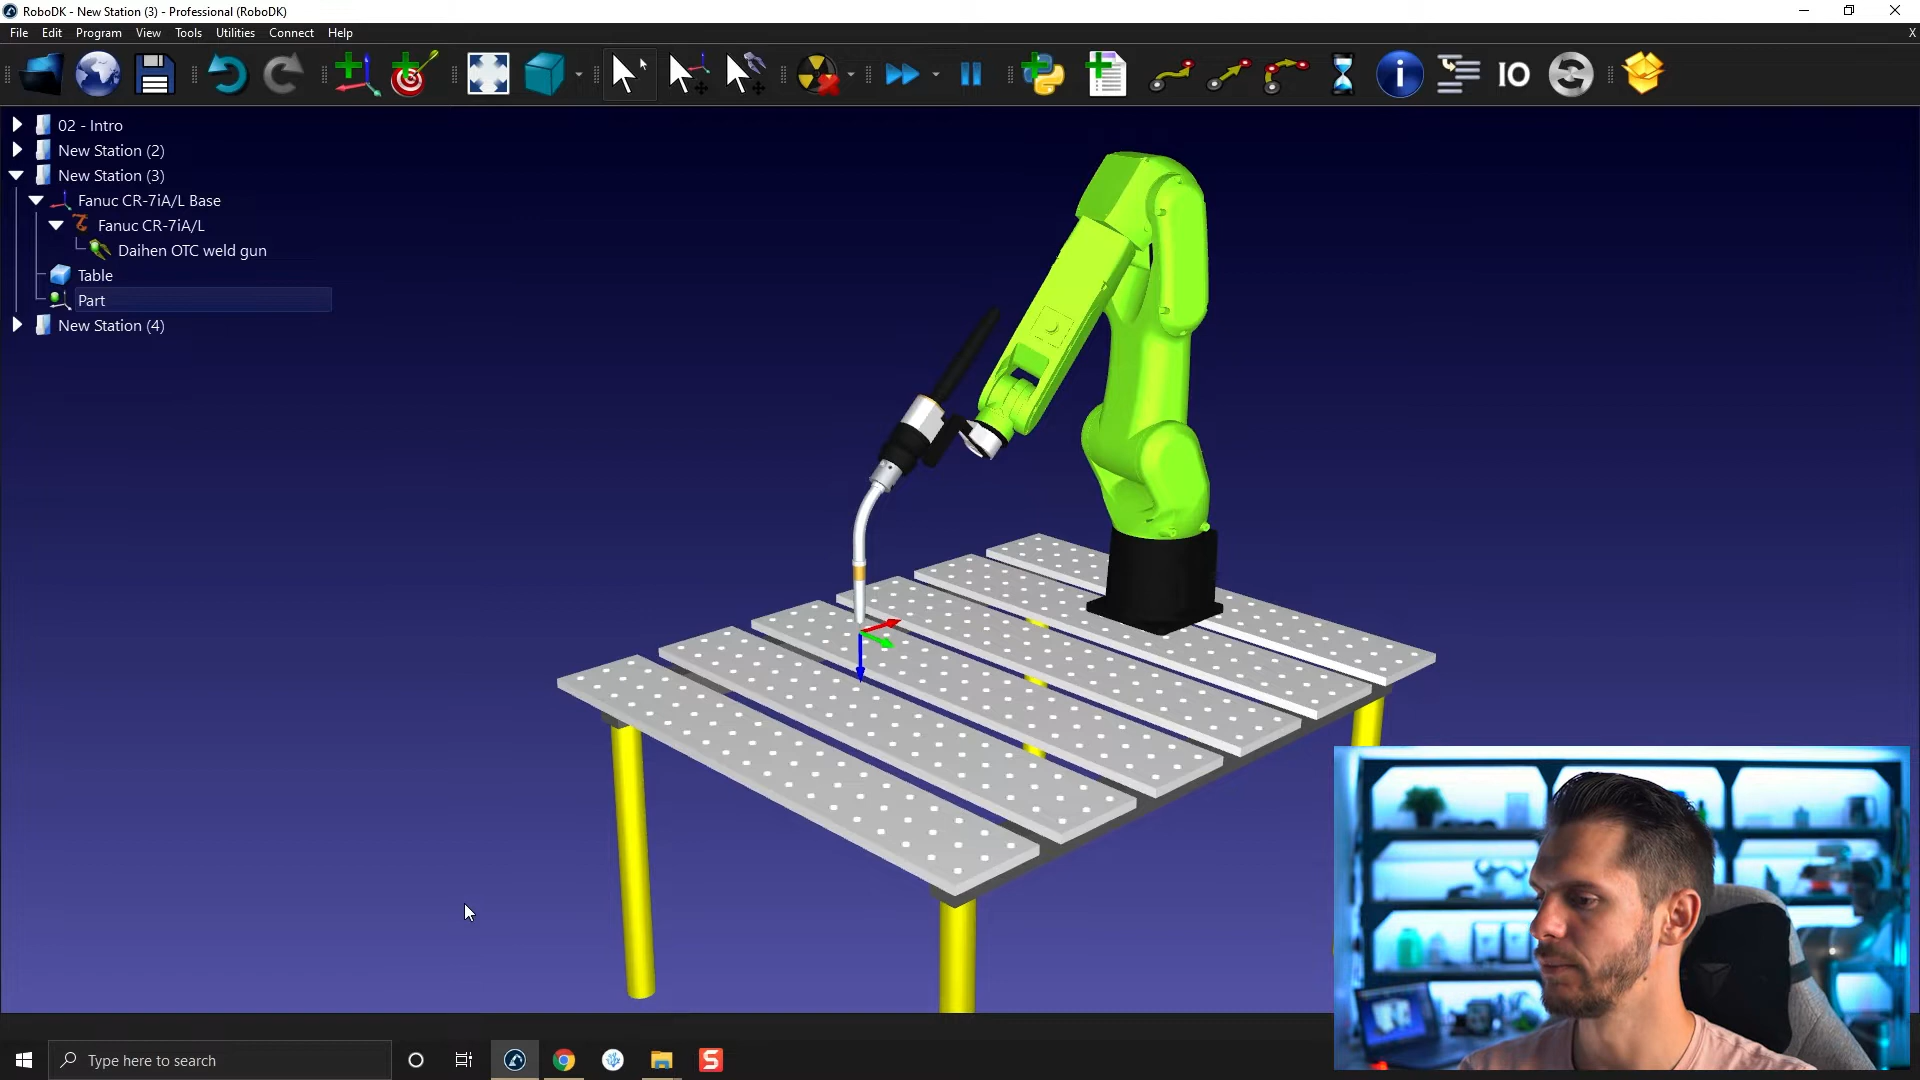 RoboDK - New Station (3) - Professional (RoboDK)
File Edit Program View Tools Utilities Connect Help X
IO
02 - Intro
New Station (2)
New Station (3)
Fanuc CR-7iA/L Base
Fanuc CR-7iA/L
Daihen OTC weld gun
Table
Part
New Station (4)
Type here to search